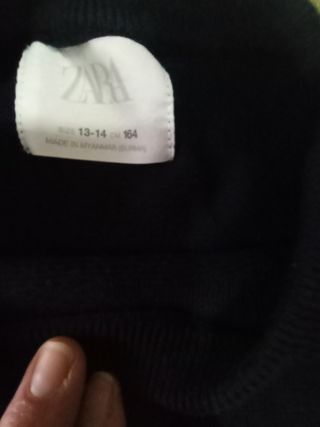 ZARA
SIZE 13-14 CM 164
MADE IN MYANMAR (BURMA)